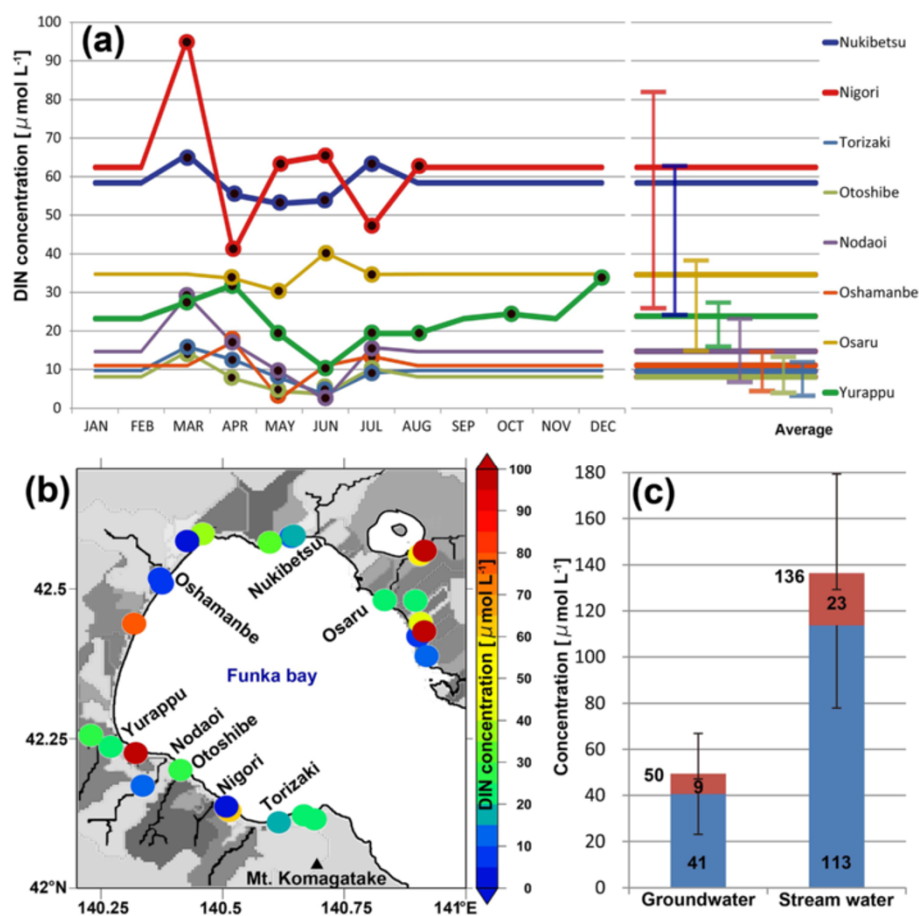 (a)
DIN concentration [μmol L⁻¹]
100
90
80
70
60
50
40
30
20
10
0
JAN FEB MAR APR MAY JUN JUL AUG SEP OCT NOV DEC
Average
Nukibetsu
Nigori
Torizaki
Otoshibe
Nodaoi
Oshamanbe
Osaru
Yurappu
(b)
42.5
42.25
42°N
140.25 140.5 140.75 141°E
Nukibetsu
Oshamanbe
Osaru
Funka bay
Yurappu
Nodaoi
Otoshibe
Nigori
Torizaki
Mt. Komagatake
DIN concentration [μmol L⁻¹]
100
90
80
70
60
50
40
30
20
10
0
(c)
Concentration [μmol L⁻¹]
180
160
140
120
100
80
60
40
20
0
136
23
113
50
9
41
Groundwater Stream water